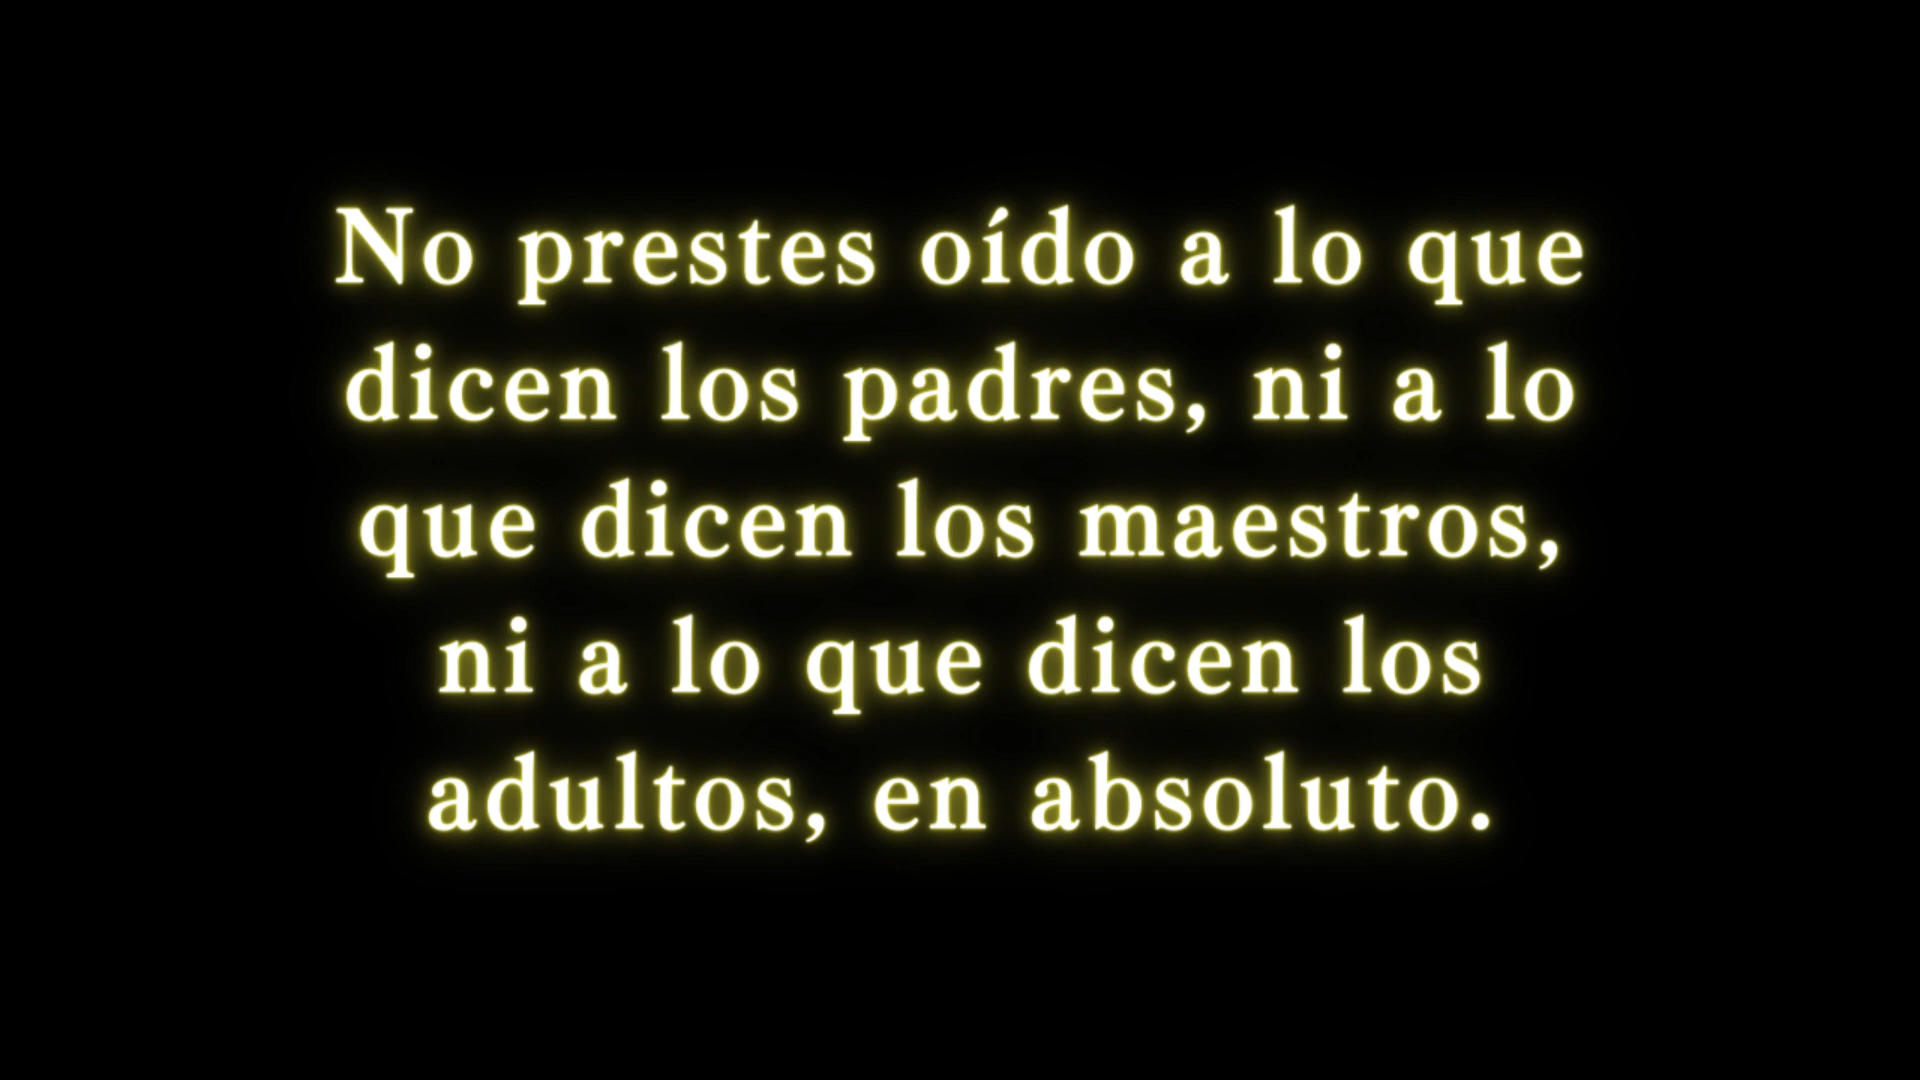 No prestes oído a lo que
dicen los padres, ni a lo
que dicen los maestros,
ni a lo que dicen los
adultos, en absoluto.